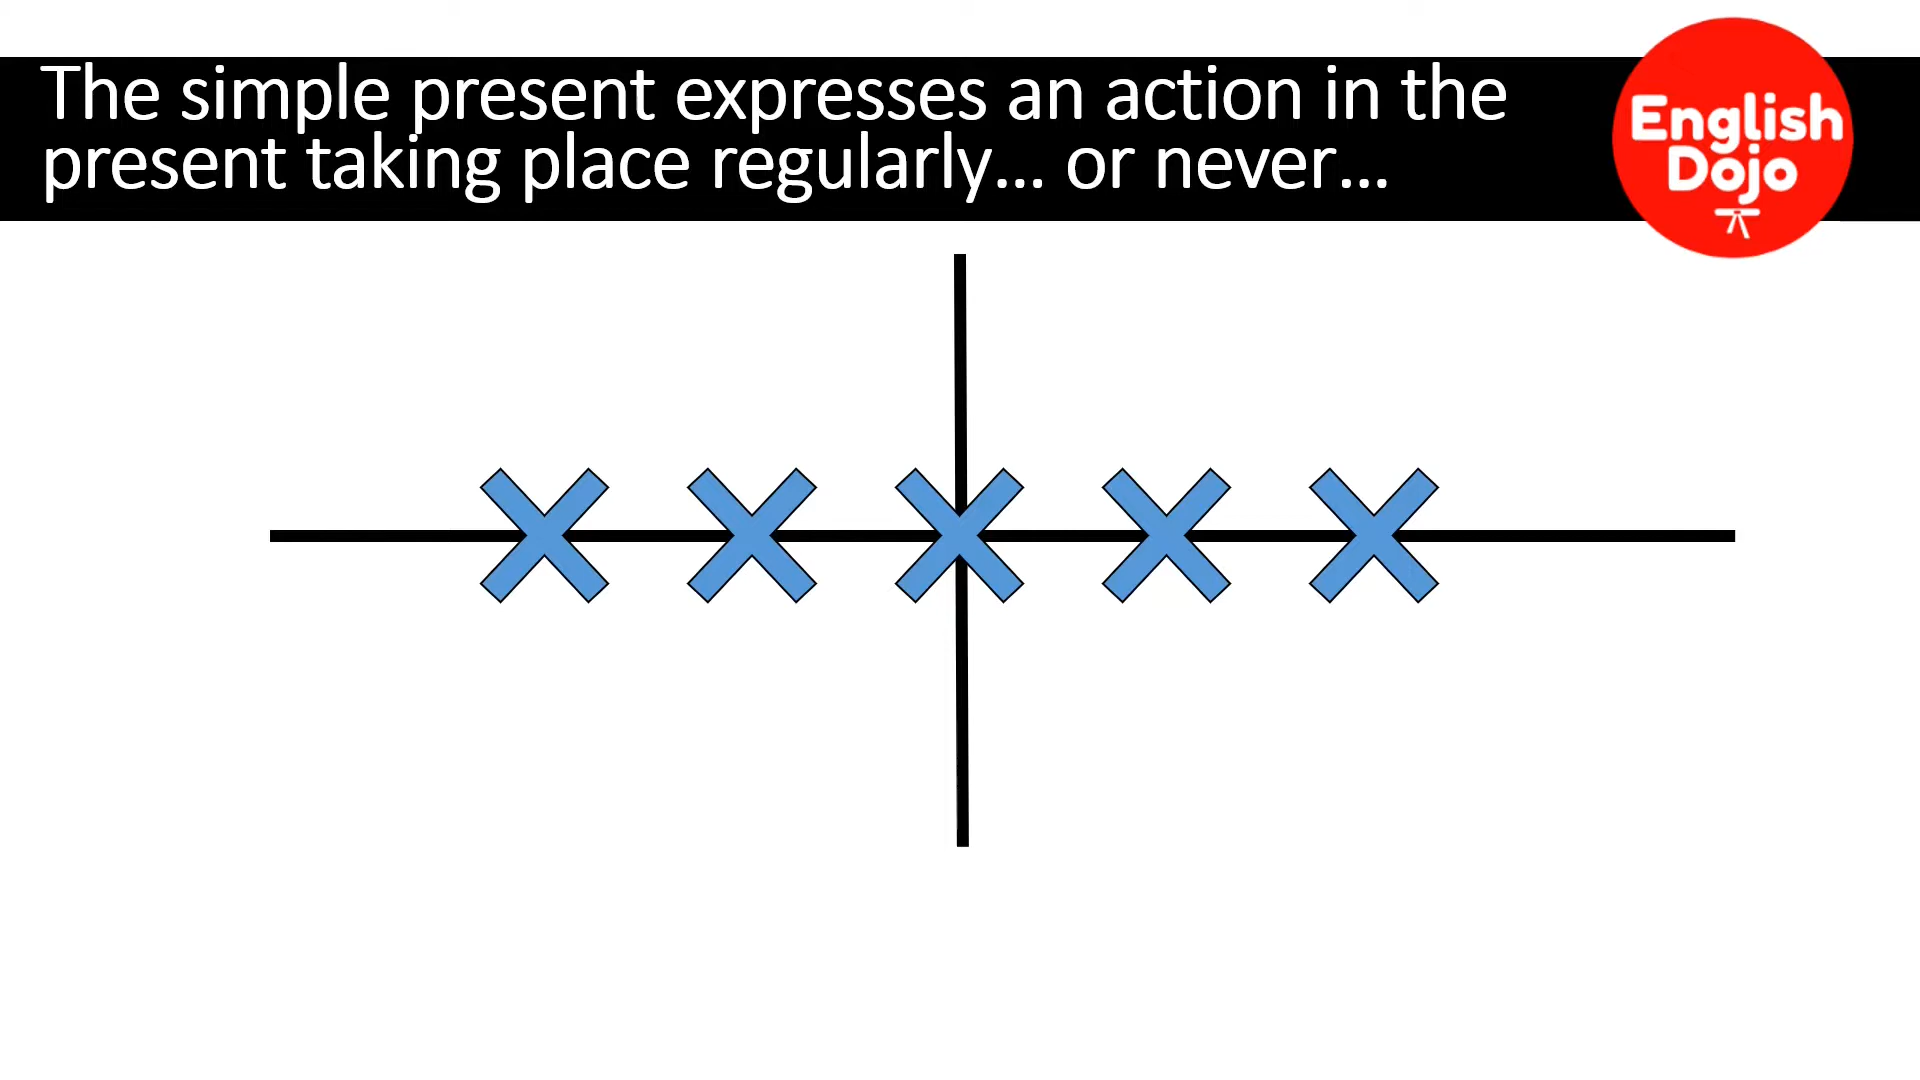 The simple present expresses an action in the
present taking place regularly... or never...
English
Dojo